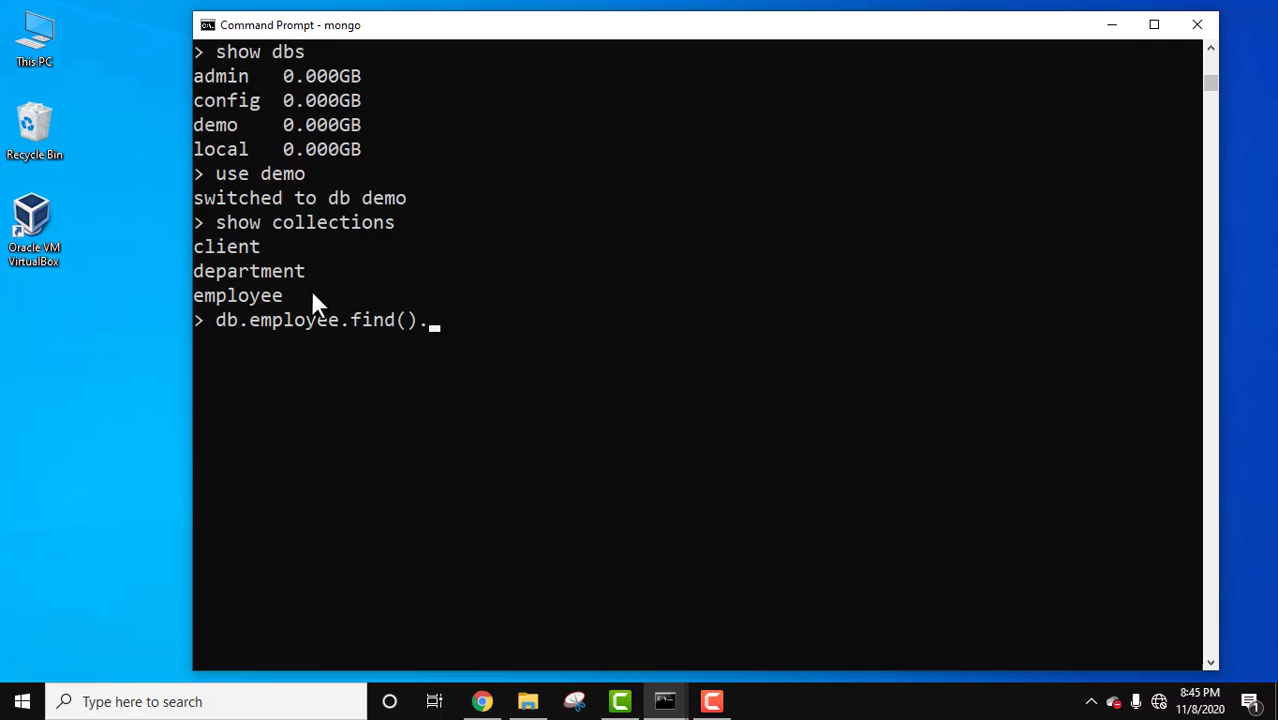 This PC
Recycle Bin
Oracle VM
VirtualBox
Command Prompt - mongo
> show dbs
admin 0.000GB
config 0.000GB
demo 0.000GB
local 0.000GB
> use demo
switched to db demo
> show collections
client
department
employee
> db.employee.find()._
Type here to search
8:45 PM
11/8/2020
1